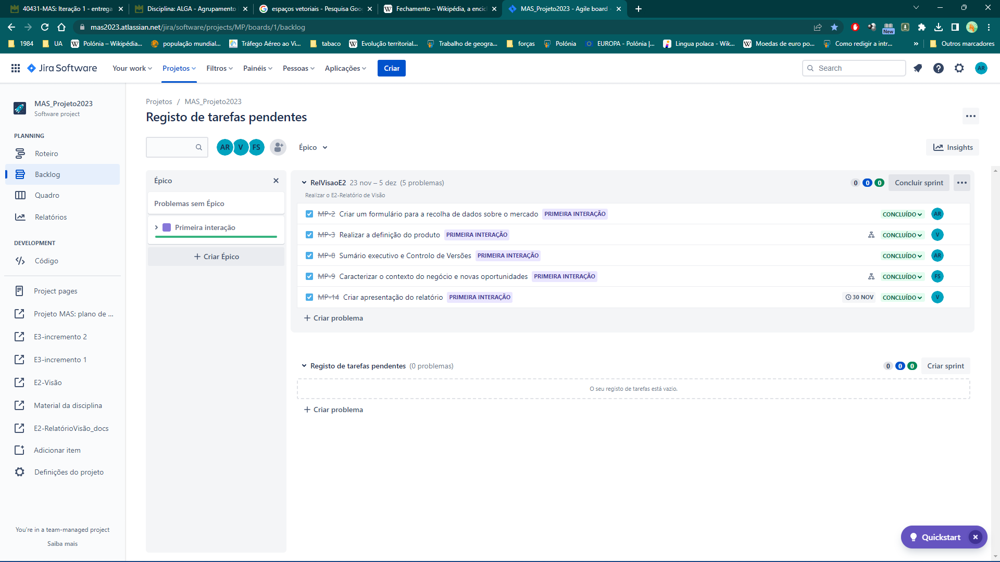 40431-MAS: Iteração 1 - entrega
Disciplina: ALGA - Agrupamento
espaços vetoriais - Pesquisa Goo
Fechamento – Wikipédia, a encicl
MAS_Projeto2023 - Agile board -
mas2023.atlassian.net/jira/software/projects/MP/boards/1/backlog
New
1984
UA
Polónia – Wikipédia...
população mundial...
Tráfego Aéreo ao Vi...
tabaco
Evolução territorial...
Trabalho de geogra...
forças
Polónia
EUROPA - Polónia |...
Lingua polaca - Wik...
Moedas de euro po...
Como redigir a intr...
»
Outros marcadores
Jira Software
Your work
Projetos
Filtros
Painéis
Pessoas
Aplicações
Criar
Search
AR
MAS_Projeto2023
Software project
PLANNING
Roteiro
Backlog
Quadro
Relatórios
DEVELOPMENT
Código
Project pages
Projeto MAS: plano de ...
E3-incremento 2
E3-incremento 1
E2-Visão
Material da disciplina
E2-RelatórioVisão_docs
Adicionar item
Definições do projeto
You're in a team-managed project
Saiba mais
Projetos / MAS_Projeto2023
Registo de tarefas pendentes
AR V FS
Épico
Insights
Épico
Problemas sem Épico
Primeira interação
+ Criar Épico
RelVisaoE2 23 nov – 5 dez (5 problemas)
0 0 0
Concluir sprint
Realizar o E2-Relatório de Visão
MP-2 Criar um formulário para a recolha de dados sobre o mercado PRIMEIRA INTERAÇÃO CONCLUÍDO AR
MP-3 Realizar a definição do produto PRIMEIRA INTERAÇÃO CONCLUÍDO V
MP-8 Sumário executivo e Controlo de Versões PRIMEIRA INTERAÇÃO CONCLUÍDO AR
MP-9 Caracterizar o contexto do negócio e novas oportunidades PRIMEIRA INTERAÇÃO CONCLUÍDO FS
MP-14 Criar apresentação do relatório PRIMEIRA INTERAÇÃO 30 NOV CONCLUÍDO V
+ Criar problema
Registo de tarefas pendentes (0 problemas)
0 0 0
Criar sprint
O seu registo de tarefas está vazio.
+ Criar problema
Quickstart